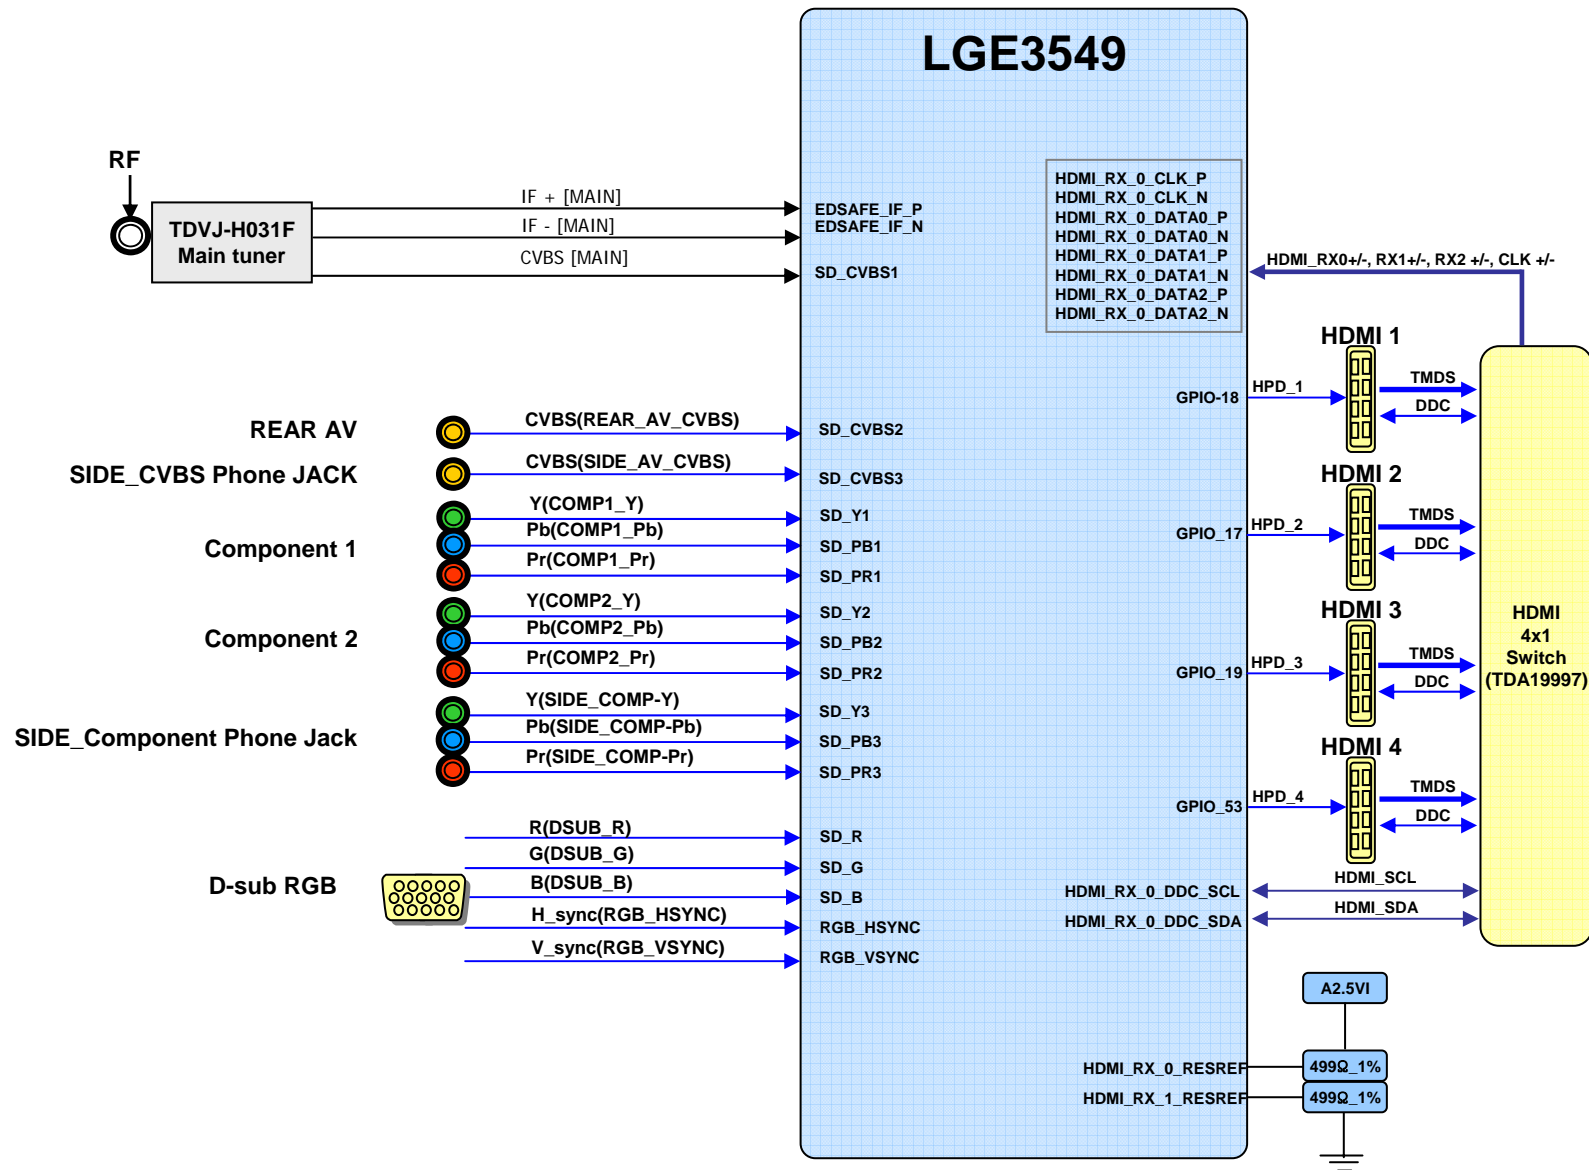 LGE3549
RF
TDVJ-H031F
Main tuner
IF + [MAIN]
IF - [MAIN]
CVBS [MAIN]
EDSAFE_IF_P
EDSAFE_IF_N
SD_CVBS1
HDMI_RX_0_CLK_P
HDMI_RX_0_CLK_N
HDMI_RX_0_DATA0_P
HDMI_RX_0_DATA0_N
HDMI_RX_0_DATA1_P
HDMI_RX_0_DATA1_N
HDMI_RX_0_DATA2_P
HDMI_RX_0_DATA2_N
HDMI_RX0+/-, RX1+/-, RX2 +/-, CLK +/-
REAR AV
CVBS(REAR_AV_CVBS)
SD_CVBS2
SIDE_CVBS Phone JACK
CVBS(SIDE_AV_CVBS)
SD_CVBS3
Component 1
Y(COMP1_Y)
Pb(COMP1_Pb)
Pr(COMP1_Pr)
SD_Y1
SD_PB1
SD_PR1
Component 2
Y(COMP2_Y)
Pb(COMP2_Pb)
Pr(COMP2_Pr)
SD_Y2
SD_PB2
SD_PR2
SIDE_Component Phone Jack
Y(SIDE_COMP-Y)
Pb(SIDE_COMP-Pb)
Pr(SIDE_COMP-Pr)
SD_Y3
SD_PB3
SD_PR3
D-sub RGB
R(DSUB_R)
G(DSUB_G)
B(DSUB_B)
H_sync(RGB_HSYNC)
V_sync(RGB_VSYNC)
SD_R
SD_G
SD_B
RGB_HSYNC
RGB_VSYNC
HDMI 1
GPIO-18
HPD_1
TMDS
DDC
HDMI 2
GPIO_17
HPD_2
TMDS
DDC
HDMI 3
GPIO_19
HPD_3
TMDS
DDC
HDMI 4
GPIO_53
HPD_4
TMDS
DDC
HDMI
4x1
Switch
(TDA19997)
HDMI_RX_0_DDC_SCL
HDMI_SCL
HDMI_RX_0_DDC_SDA
HDMI_SDA
A2.5VI
HDMI_RX_0_RESREF
499Ω_1%
HDMI_RX_1_RESREF
499Ω_1%